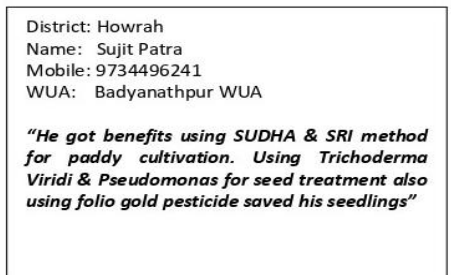 District: Howrah
Name: Sujit Patra
Mobile: 9734496241
WUA: Badyanathpur WUA
“He got benefits using SUDHA & SRI method
for paddy cultivation. Using Trichoderma
Viridi & Pseudomonas for seed treatment also
using folio gold pesticide saved his seedlings”